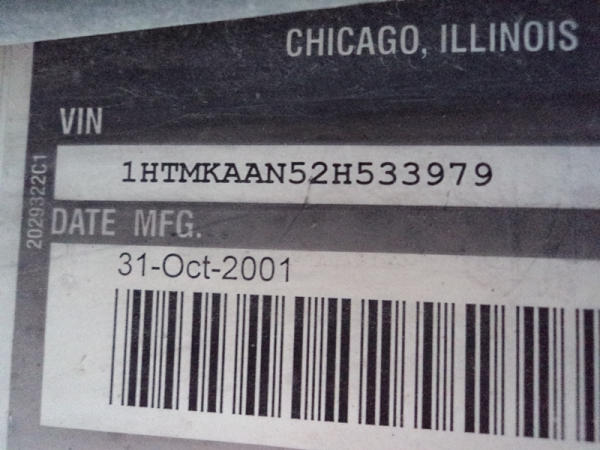 CHICAGO, ILLINOIS
VIN
1HTMKAAN52H533979
2029322C1
DATE MFG.
31-Oct-2001